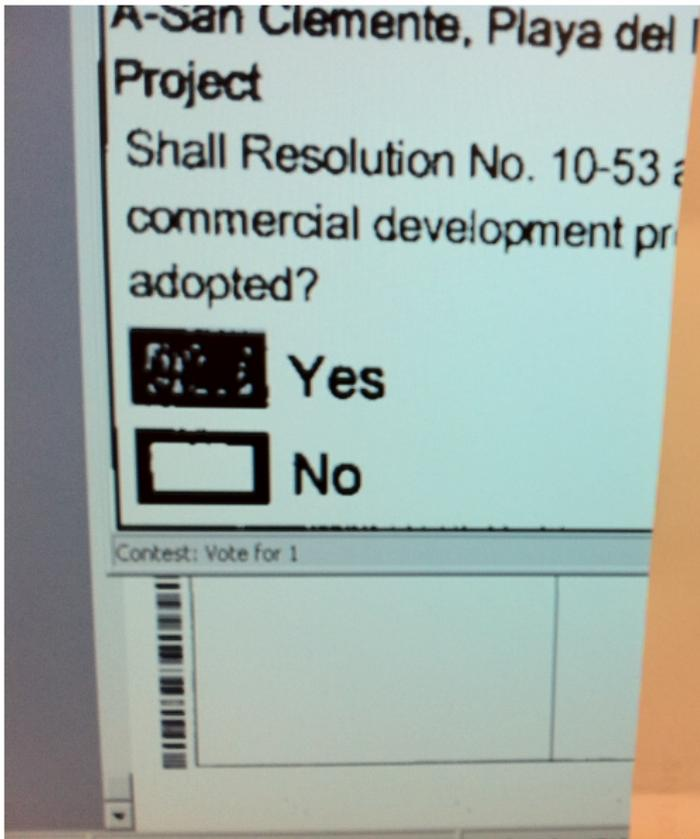 A-San Clemente, Playa del
Project
Shall Resolution No. 10-53
commercial development
adopted?
Yes
No
Contest: Vote for 1